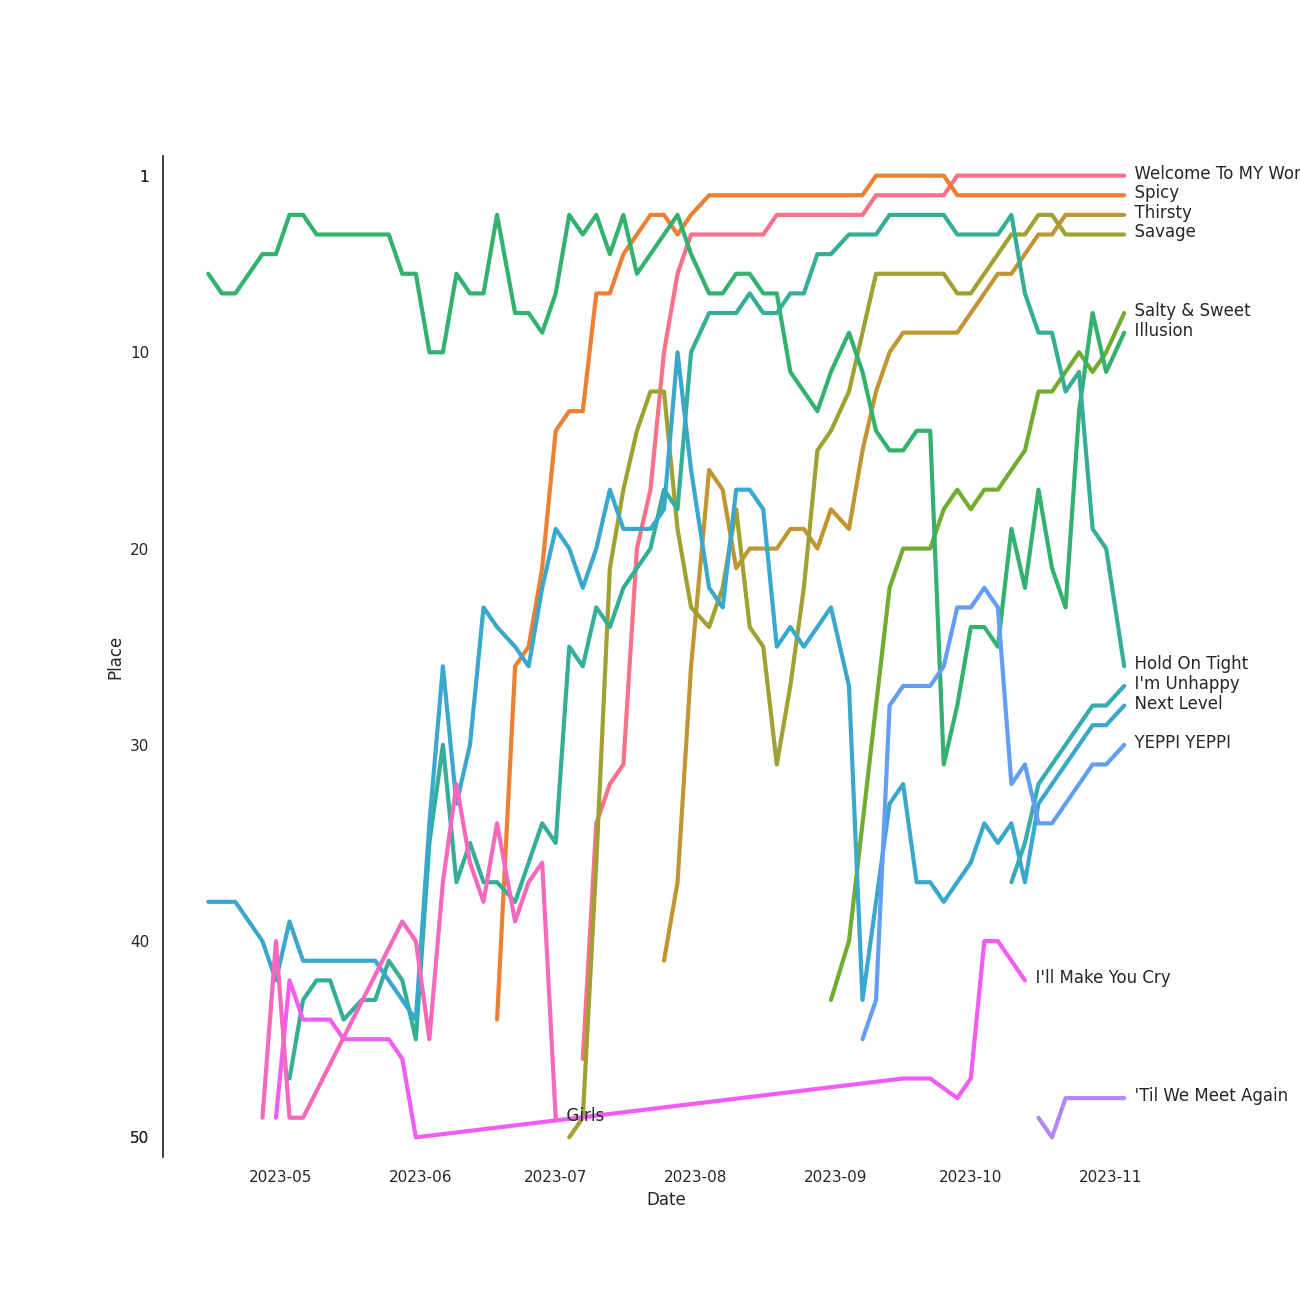 1
Welcome To MY Wor
Spicy
Thirsty
Savage
Salty & Sweet
Illusion
10
20
Place
30
Hold On Tight
I'm Unhappy
Next Level
YEPPI YEPPI
40
I'll Make You Cry
'Til We Meet Again
Girls
50
2023-05
2023-06
2023-07
2023-08
2023-09
2023-10
2023-11
Date